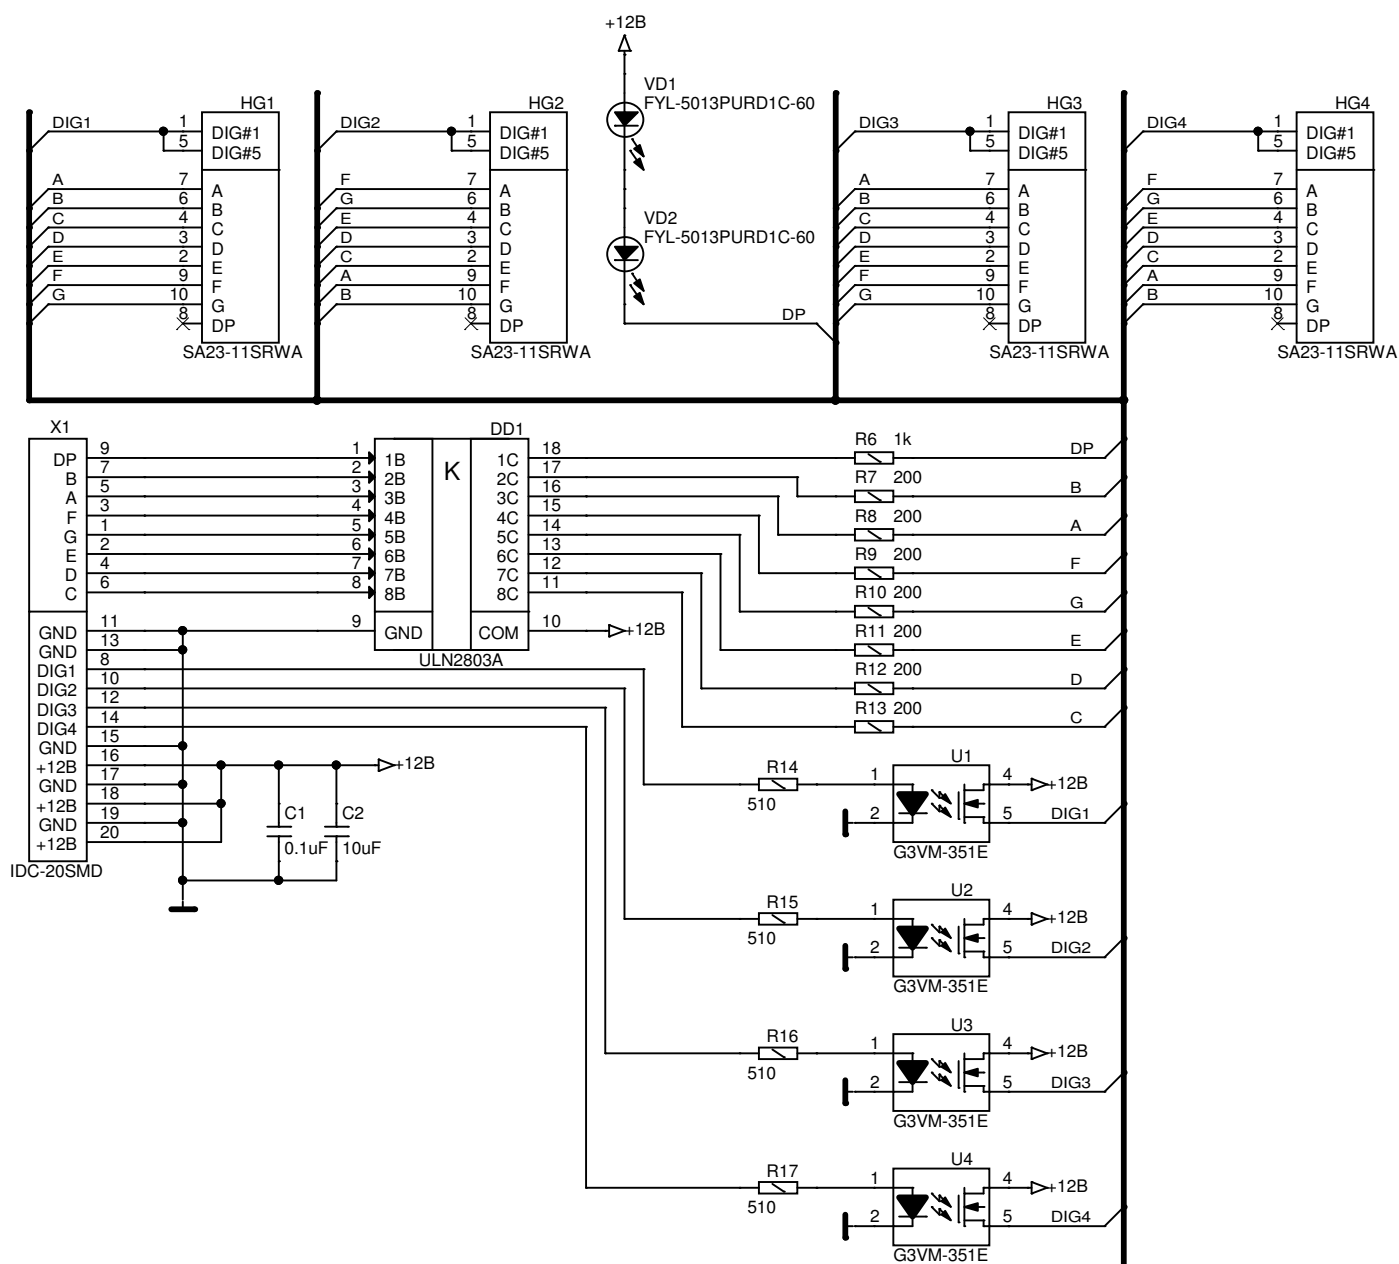 +12B
VD1
FYL-5013PURD1C-60
VD2
FYL-5013PURD1C-60
DP
HG1
DIG1 1 DIG#1
5 DIG#5
A 7 A
B 6 B
C 4 C
D 3 D
E 2 E
F 9 F
G 10 G
8 DP
SA23-11SRWA
HG2
DIG2 1 DIG#1
5 DIG#5
F 7 A
G 6 B
E 4 C
D 3 D
C 2 E
A 9 F
B 10 G
8 DP
SA23-11SRWA
HG3
DIG3 1 DIG#1
5 DIG#5
A 7 A
B 6 B
C 4 C
D 3 D
E 2 E
F 9 F
G 10 G
8 DP
SA23-11SRWA
HG4
DIG4 1 DIG#1
5 DIG#5
F 7 A
G 6 B
E 4 C
D 3 D
C 2 E
A 9 F
B 10 G
8 DP
SA23-11SRWA
X1
DP 9
B 7
A 5
F 3
G 1
E 2
D 4
C 6
GND 11
GND 13
DIG1 8
DIG2 10
DIG3 12
DIG4 14
GND 15
+12B 16
GND 17
+12B 18
GND 19
+12B 20
IDC-20SMD
+12B
C1
0.1uF
C2
10uF
DD1
K
1 1B 1C 18
2 2B 2C 17
3 3B 3C 16
4 4B 4C 15
5 5B 5C 14
6 6B 6C 13
7 7B 7C 12
8 8B 8C 11
9 GND COM 10 +12B
ULN2803A
R6 1k DP
R7 200 B
R8 200 A
R9 200 F
R10 200 G
R11 200 E
R12 200 D
R13 200 C
R14
510
U1
1 4 +12B
2 5 DIG1
G3VM-351E
R15
510
U2
1 4 +12B
2 5 DIG2
G3VM-351E
R16
510
U3
1 4 +12B
2 5 DIG3
G3VM-351E
R17
510
U4
1 4 +12B
2 5 DIG4
G3VM-351E